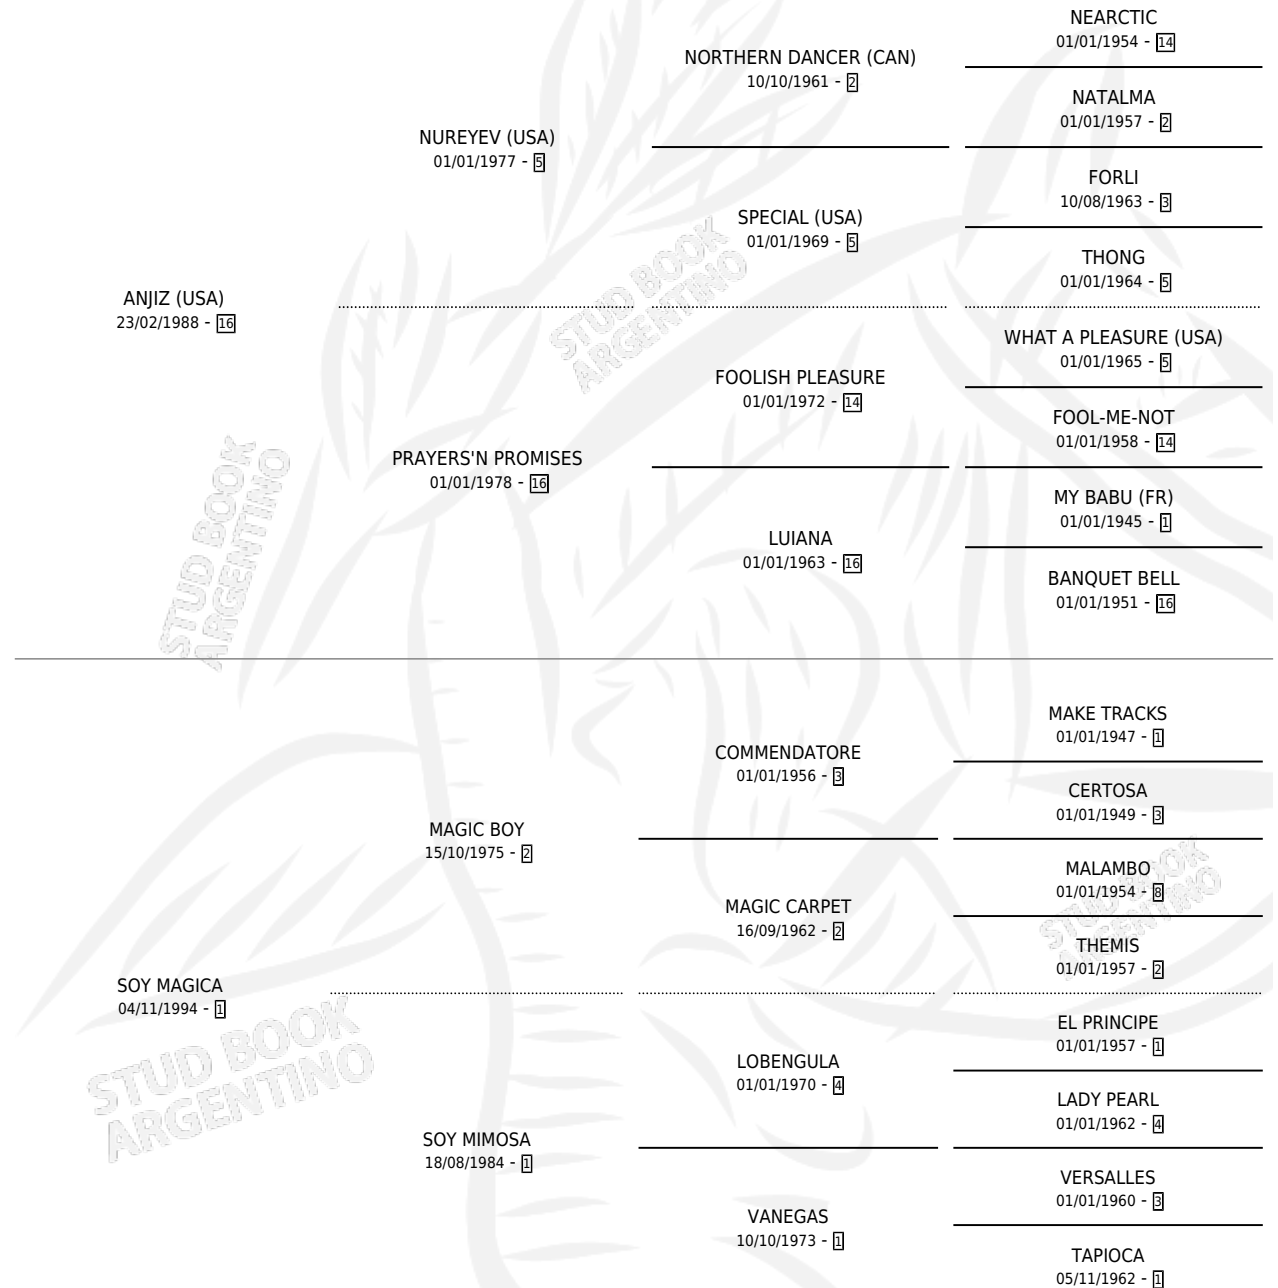 NEARCTIC
01/01/1954 - 14
NORTHERN DANCER (CAN)
10/10/1961 - 2
NATALMA
01/01/1957 - 2
NUREYEV (USA)
01/01/1977 - 5
FORLI
10/08/1963 - 3
SPECIAL (USA)
01/01/1969 - 5
THONG
01/01/1964 - 5
ANJIZ (USA)
23/02/1988 - 16
WHAT A PLEASURE (USA)
01/01/1965 - 5
FOOLISH PLEASURE
01/01/1972 - 14
FOOL-ME-NOT
01/01/1958 - 14
PRAYERS'N PROMISES
01/01/1978 - 16
MY BABU (FR)
01/01/1945 - 1
LUIANA
01/01/1963 - 16
BANQUET BELL
01/01/1951 - 16
MAKE TRACKS
01/01/1947 - 1
COMMENDATORE
01/01/1956 - 3
CERTOSA
01/01/1949 - 3
MAGIC BOY
15/10/1975 - 2
MALAMBO
01/01/1954 - 8
MAGIC CARPET
16/09/1962 - 2
THEMIS
01/01/1957 - 2
SOY MAGICA
04/11/1994 - 1
EL PRINCIPE
01/01/1957 - 1
LOBENGULA
01/01/1970 - 4
LADY PEARL
01/01/1962 - 4
SOY MIMOSA
18/08/1984 - 1
VERSALLES
01/01/1960 - 3
VANEGAS
10/10/1973 - 1
TAPIOCA
05/11/1962 - 1
STUD BOOK
ARGENTINO
STUD BOOK
ARGENTINO
STUD BOOK
ARGENTINO
STUD BOOK
ARGENTINO